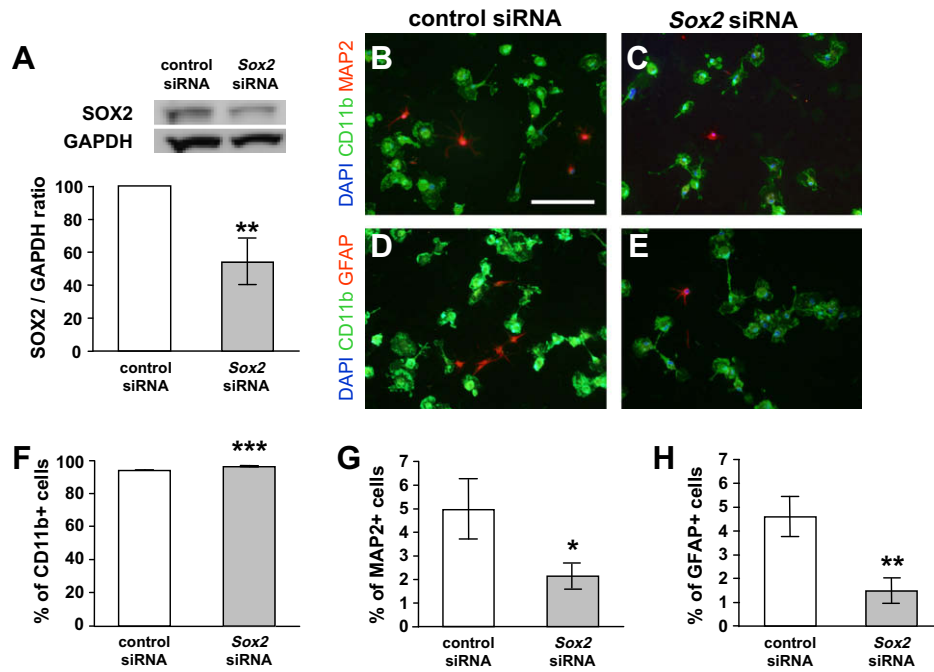 control siRNA
Sox2 siRNA
A
control
siRNA
Sox2
siRNA
SOX2
GAPDH
SOX2 / GAPDH ratio
100
80
60
40
20
0
**
control
siRNA
Sox2
siRNA
DAPI CD11b MAP2
B
C
DAPI CD11b GFAP
D
E
F
% of CD11b+ cells
100
80
60
40
20
0
***
control
siRNA
Sox2
siRNA
G
% of MAP2+ cells
7
6
5
4
3
2
1
0
*
control
siRNA
Sox2
siRNA
H
% of GFAP+ cells
7
6
5
4
3
2
1
0
**
control
siRNA
Sox2
siRNA